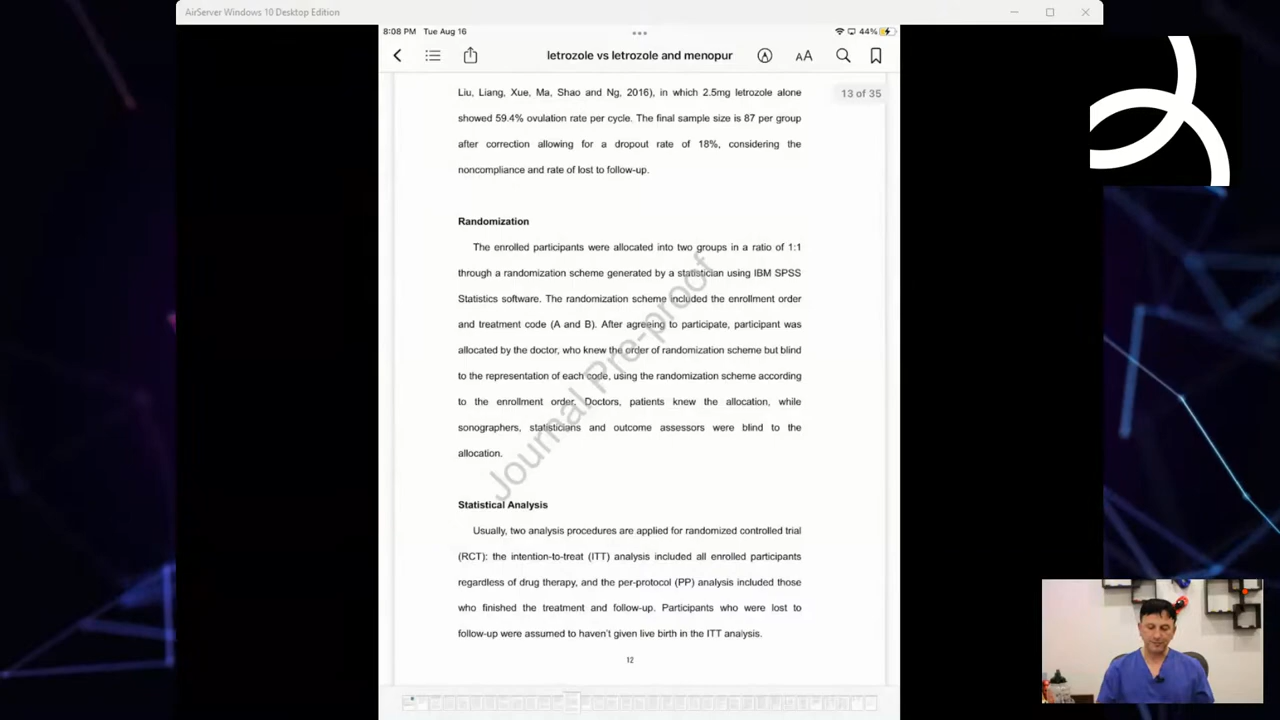 AirServer Windows 10 Desktop Edition
8:08 PM Tue Aug 16
44%
letrozole vs letrozole and menopur
AA
13 of 35
Liu, Liang, Xue, Ma, Shao and Ng, 2016), in which 2.5mg letrozole alone
showed 59.4% ovulation rate per cycle. The final sample size is 87 per group
after correction allowing for a dropout rate of 18%, considering the
noncompliance and rate of lost to follow-up.
Randomization
The enrolled participants were allocated into two groups in a ratio of 1:1
through a randomization scheme generated by a statistician using IBM SPSS
Statistics software. The randomization scheme included the enrollment order
and treatment code (A and B). After agreeing to participate, participant was
allocated by the doctor, who knew the order of randomization scheme but blind
to the representation of each code, using the randomization scheme according
to the enrollment order. Doctors, patients knew the allocation, while
sonographers, statisticians and outcome assessors were blind to the
allocation.
Journal Pre-proof
Statistical Analysis
Usually, two analysis procedures are applied for randomized controlled trial
(RCT): the intention-to-treat (ITT) analysis included all enrolled participants
regardless of drug therapy, and the per-protocol (PP) analysis included those
who finished the treatment and follow-up. Participants who were lost to
follow-up were assumed to haven't given live birth in the ITT analysis.
12